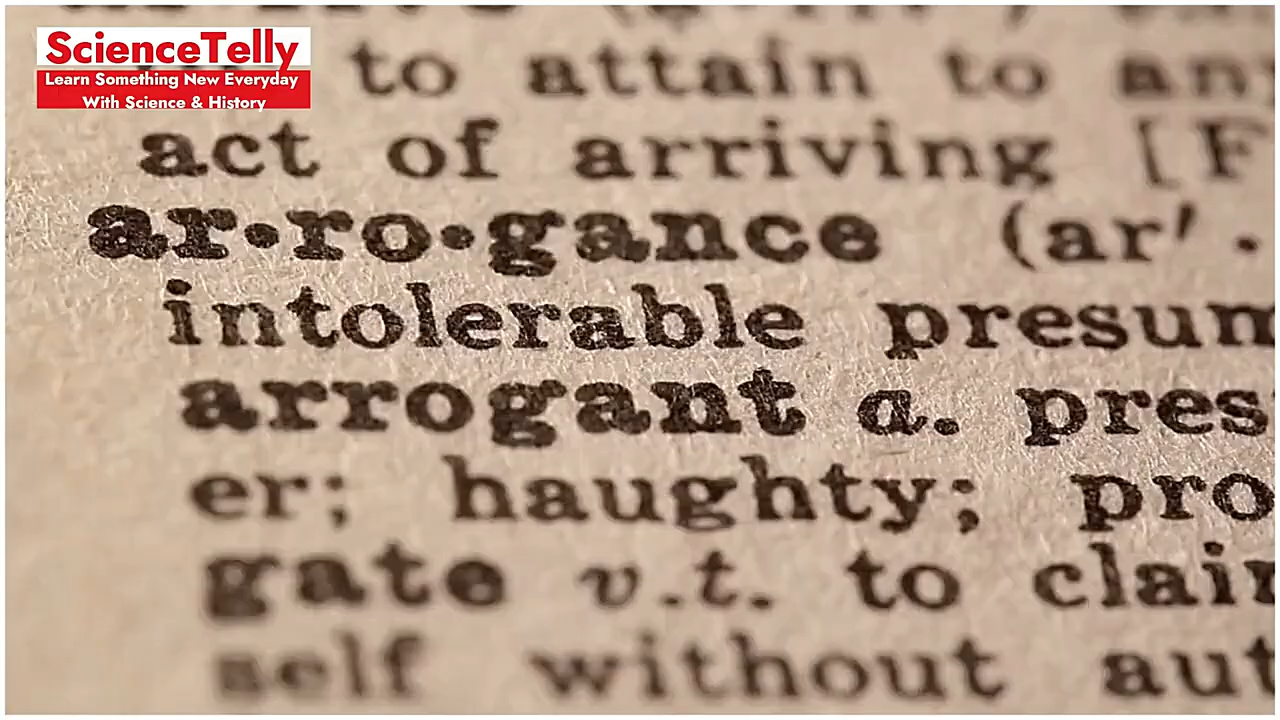 ScienceTelly
Learn Something New Everyday
With Science & History
to attain to any
act of arriving [F
ar•ro•gance (ar′•
intolerable presum
arrogant a. pres
er; haughty; pro
gate v.t. to clai
self without aut